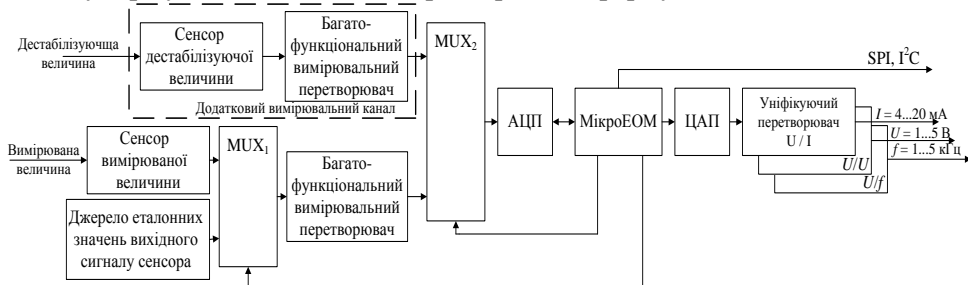 Дестабілізуючща
величина
Сенсор
дестабілізуючої
величини
Багато-
функціональний
вимірювальний
перетворювач
Додатковий вимірювальний канал
MUX₂
SPI, I²C
Вимірювана
величина
Сенсор
вимірюваної
величини
MUX₁
Джерело еталонних
значень вихідного
сигналу сенсора
Багато-
функціональний
вимірювальний
перетворювач
АЦП
МікроЕОМ
ЦАП
Уніфікуючий
перетворювач
U / I
U/U
U/f
I = 4...20 мА
U = 1...5 В
f = 1...5 кГц